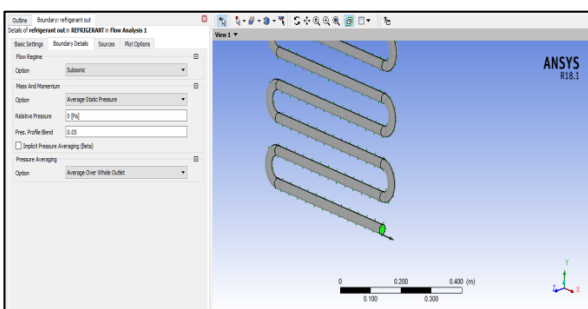 Outline Boundary: refrigerant out
Details of refrigerant out in REFRIGERANT in Flow Analysis 1
Basic Settings Boundary Details Sources Plot Options
Flow Regime
Option Subsonic
Mass And Momentum
Option Average Static Pressure
Relative Pressure 0 [Pa]
Pres. Profile Blend 0.05
Implicit Pressure Averaging (Beta)
Pressure Averaging
Option Average Over Whole Outlet
View 1
ANSYS
R18.1
0 0.200 0.400 (m)
0.100 0.300
Y
Z X